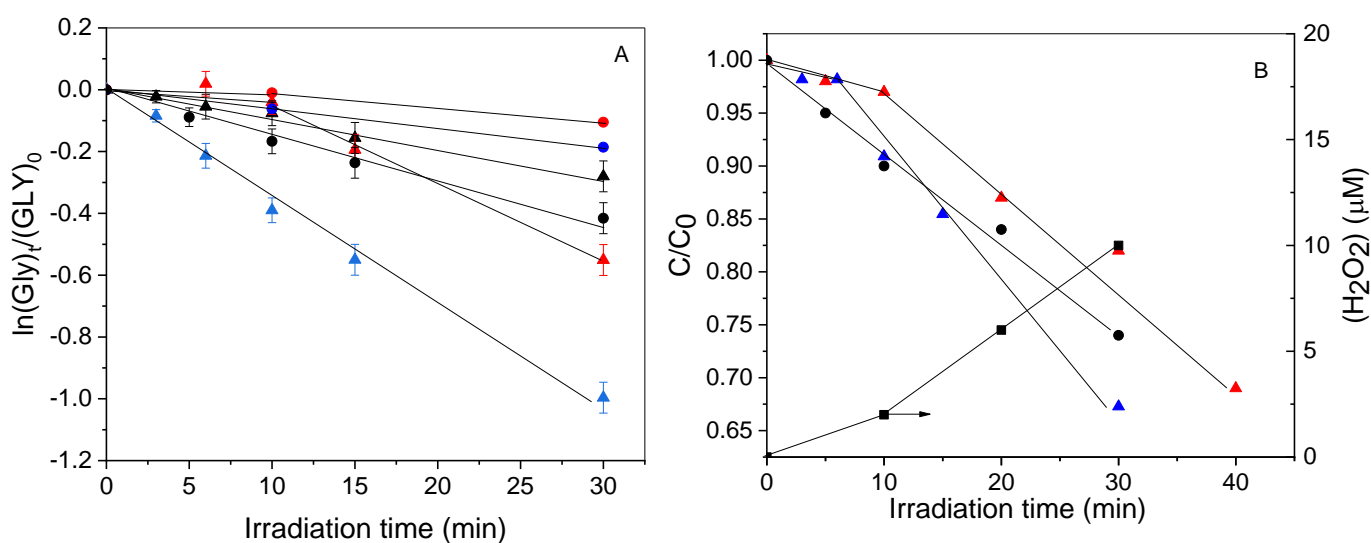 A
0.2
0.0
-0.2
-0.4
-0.6
-0.8
-1.0
-1.2
ln(Gly)t/(GLY)0
0 5 10 15 20 25 30
Irradiation time (min)
B
1.00
0.95
0.90
0.85
0.80
0.75
0.70
0.65
C/C0
20
15
10
5
0
(H2O2) (μM)
0 10 20 30 40
Irradiation time (min)